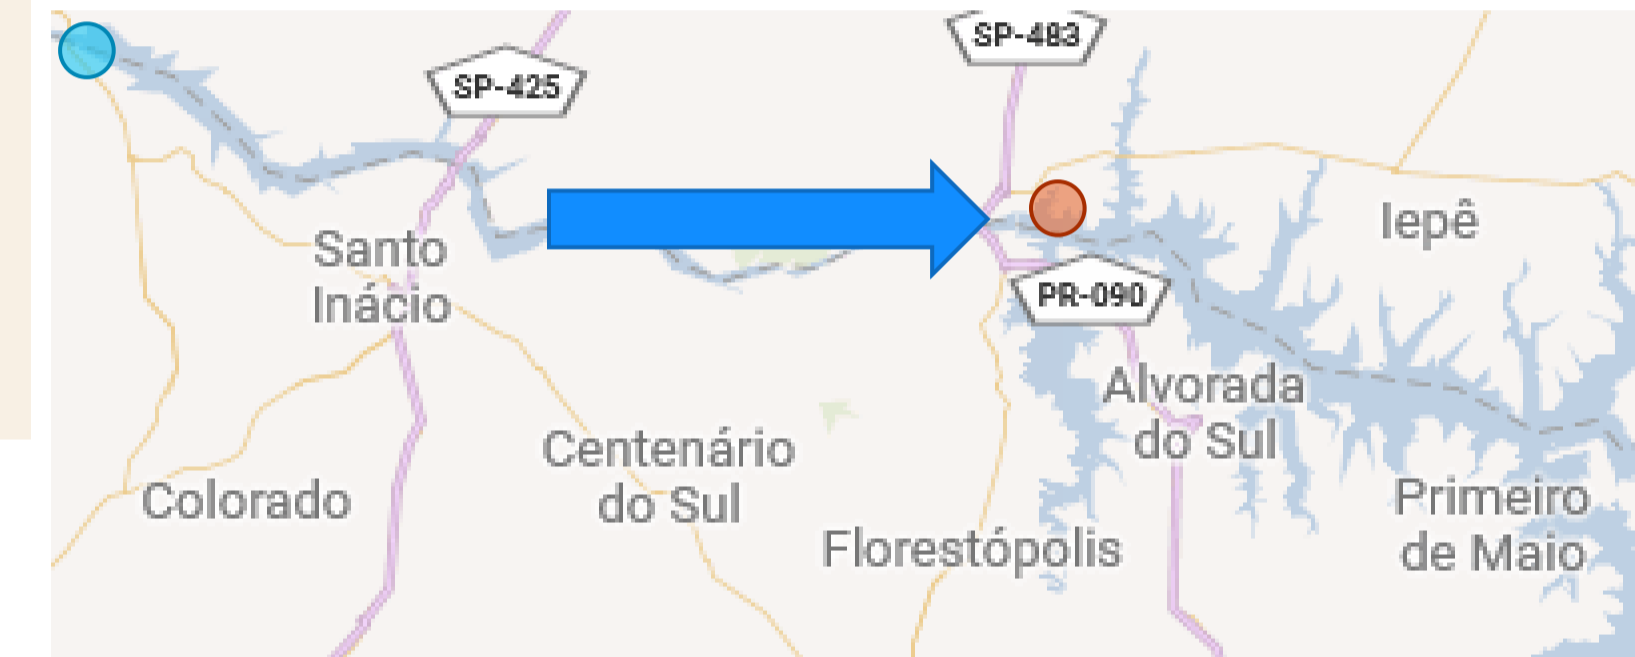 SP-483
SP-425
Iepê
Santo
Inácio
PR-090
Alvorada
do Sul
Centenário
do Sul
Colorado
Primeiro
de Maio
Florestópolis